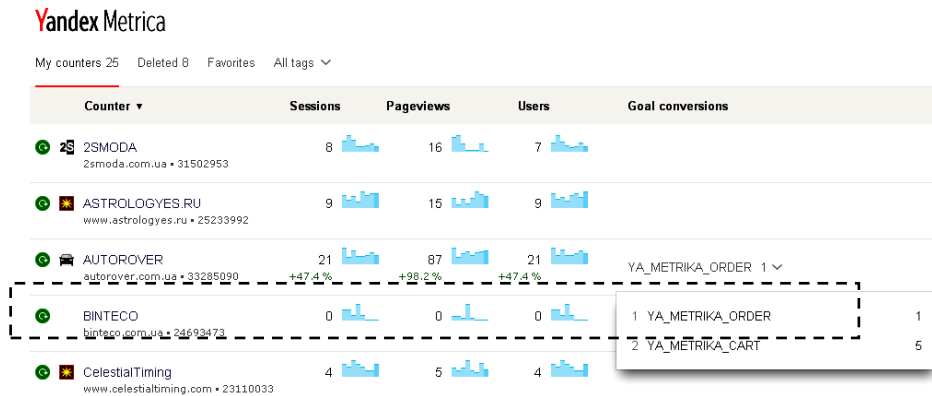 Yandex Metrica
My counters 25 Deleted 8 Favorites All tags
Counter ▼ Sessions Pageviews Users Goal conversions
2S 2SMODA 8 16 7
2smoda.com.ua • 31502953
ASTROLOGYES.RU 9 15 9
www.astrologyes.ru • 25233992
AUTOROVER 21 87 21 YA_METRIKA_ORDER 1
autorover.com.ua • 33285090 +47.4 % +98.2 % +47.4 %
BINTECO 0 0 0 1 YA_METRIKA_ORDER 1
binteco.com.ua • 24693473
2 YA_METRIKA_CART 5
CelestialTiming 4 5 4
www.celestialtiming.com • 23110033